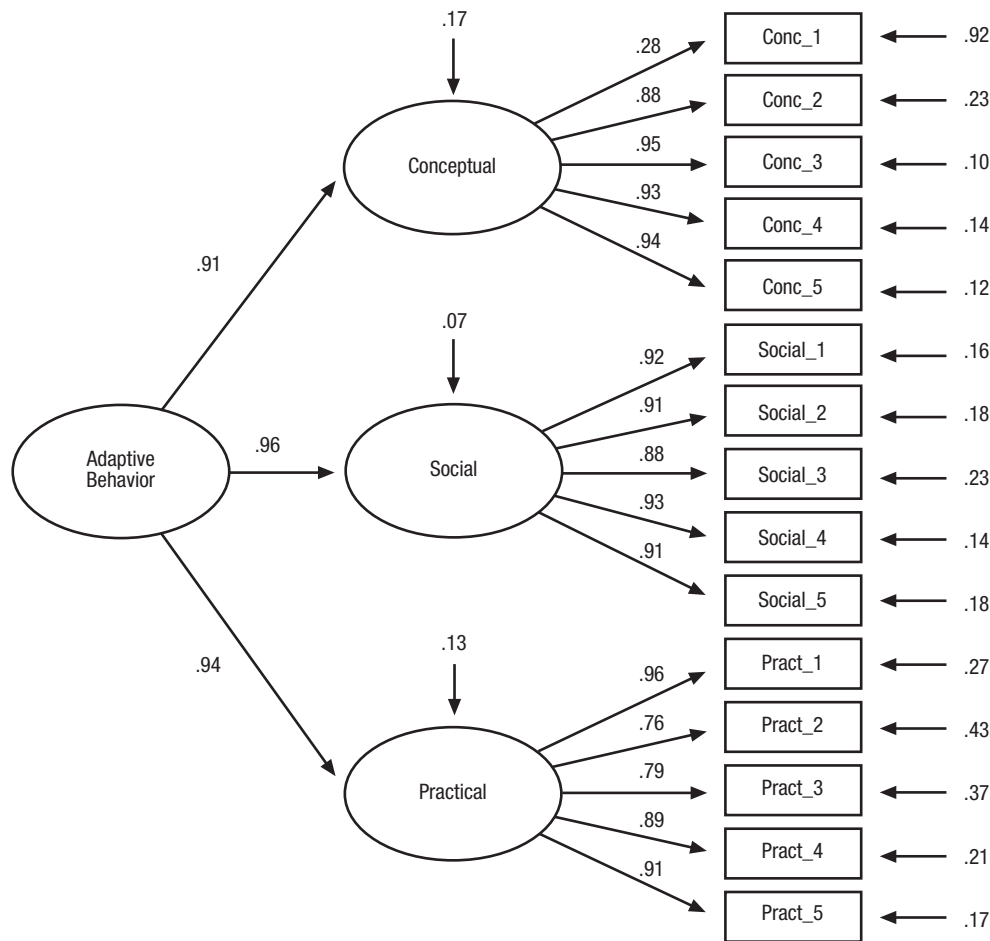 .17
.28
Conc_1
.92
.88
Conc_2
.23
.95
Conceptual
Conc_3
.10
.93
Conc_4
.14
.94
.91
Conc_5
.12
.07
.92
Social_1
.16
.91
Social_2
.18
.96
.88
Adaptive
Behavior
Social
Social_3
.23
.93
Social_4
.14
.91
Social_5
.18
.13
.94
.96
Pract_1
.27
.76
Pract_2
.43
.79
Practical
Pract_3
.37
.89
Pract_4
.21
.91
Pract_5
.17